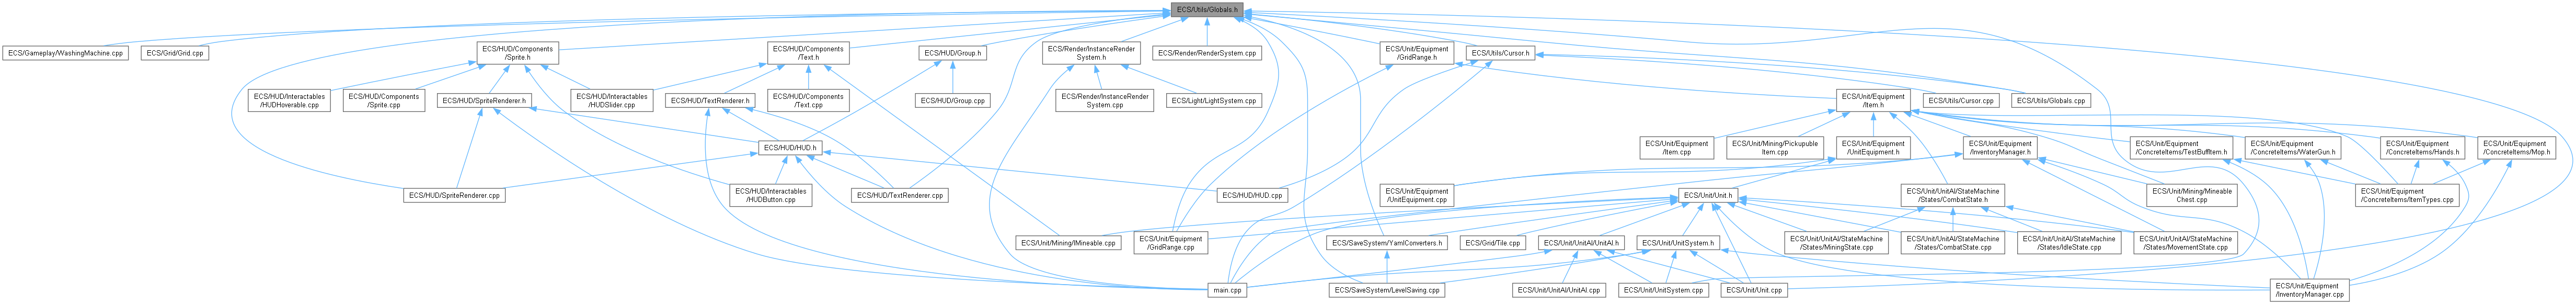 ECS/Utils/Globals.h
ECS/Gameplay/WashingMachine.cpp
ECS/Grid/Grid.cpp
ECS/HUD/Components
/Sprite.h
ECS/HUD/Components
/Text.h
ECS/HUD/Group.h
ECS/Render/InstanceRender
System.h
ECS/Render/RenderSystem.cpp
ECS/Unit/Equipment
/GridRange.h
ECS/Utils/Cursor.h
ECS/HUD/Interactables
/HUDHoverable.cpp
ECS/HUD/Components
/Sprite.cpp
ECS/HUD/SpriteRenderer.h
ECS/HUD/Interactables
/HUDSlider.cpp
ECS/HUD/TextRenderer.h
ECS/HUD/Components
/Text.cpp
ECS/HUD/Group.cpp
ECS/Render/InstanceRender
System.cpp
ECS/Light/LightSystem.cpp
ECS/Unit/Equipment
/Item.h
ECS/Utils/Cursor.cpp
ECS/Utils/Globals.cpp
ECS/HUD/HUD.h
ECS/Unit/Equipment
/Item.cpp
ECS/Unit/Mining/Pickupable
Item.cpp
ECS/Unit/Equipment
/UnitEquipment.h
ECS/Unit/Equipment
/InventoryManager.h
ECS/Unit/Equipment
/ConcreteItems/TestBuffItem.h
ECS/Unit/Equipment
/ConcreteItems/WaterGun.h
ECS/Unit/Equipment
/ConcreteItems/Hands.h
ECS/Unit/Equipment
/ConcreteItems/Mop.h
ECS/HUD/SpriteRenderer.cpp
ECS/HUD/Interactables
/HUDButton.cpp
ECS/HUD/TextRenderer.cpp
ECS/HUD/HUD.cpp
ECS/Unit/Equipment
/UnitEquipment.cpp
ECS/Unit/Unit.h
ECS/Unit/UnitAI/StateMachine
/States/CombatState.h
ECS/Unit/Mining/Mineable
Chest.cpp
ECS/Unit/Equipment
/ConcreteItems/ItemTypes.cpp
ECS/Unit/Mining/IMineable.cpp
ECS/Unit/Equipment
/GridRange.cpp
ECS/SaveSystem/YamlConverters.h
ECS/Grid/Tile.cpp
ECS/Unit/UnitAI/UnitAI.h
ECS/Unit/UnitSystem.h
ECS/Unit/UnitAI/StateMachine
/States/MiningState.cpp
ECS/Unit/UnitAI/StateMachine
/States/CombatState.cpp
ECS/Unit/UnitAI/StateMachine
/States/IdleState.cpp
ECS/Unit/UnitAI/StateMachine
/States/MovementState.cpp
main.cpp
ECS/SaveSystem/LevelSaving.cpp
ECS/Unit/UnitAI/UnitAI.cpp
ECS/Unit/UnitSystem.cpp
ECS/Unit/Unit.cpp
ECS/Unit/Equipment
/InventoryManager.cpp